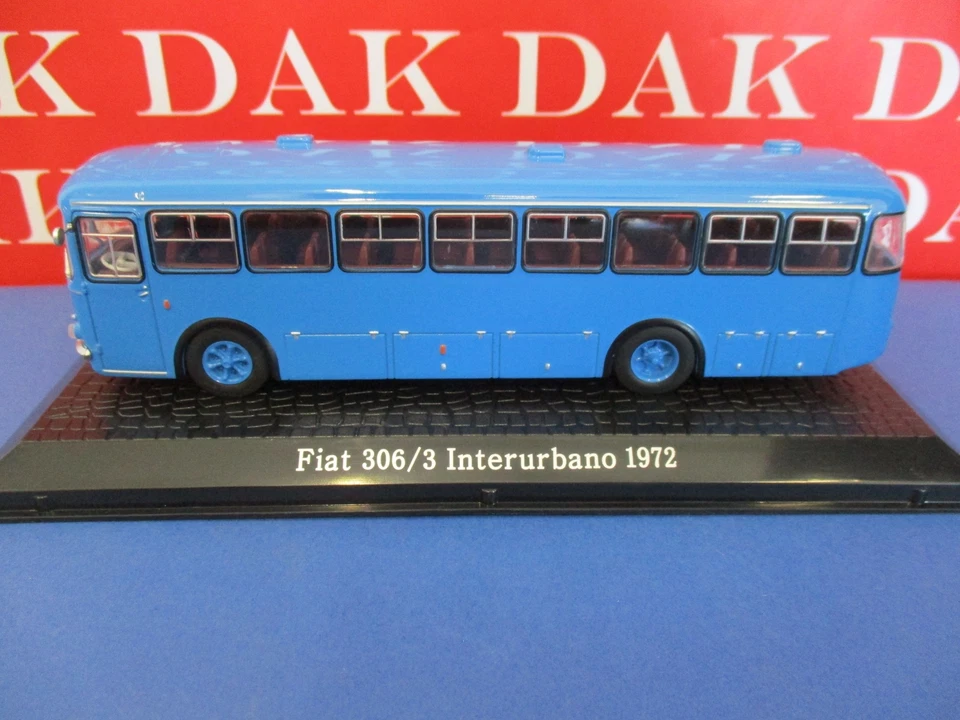 K DAK DAK DAK D
Fiat 306/3 Interurbano 1972